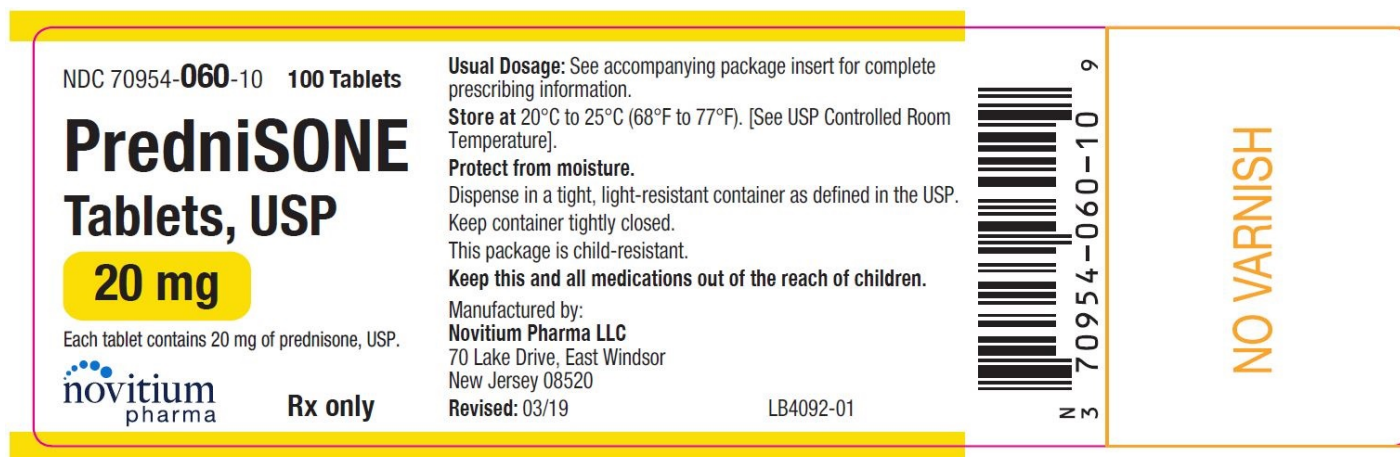 NDC 70954-060-10 100 Tablets
PredniSONE
Tablets, USP
20 mg
Each tablet contains 20 mg of prednisone, USP.
novitium
pharma
Rx only
Usual Dosage: See accompanying package insert for complete
prescribing information.
Store at 20°C to 25°C (68°F to 77°F). [See USP Controlled Room
Temperature].
Protect from moisture.
Dispense in a tight, light-resistant container as defined in the USP.
Keep container tightly closed.
This package is child-resistant.
Keep this and all medications out of the reach of children.
Manufactured by:
Novitium Pharma LLC
70 Lake Drive, East Windsor
New Jersey 08520
Revised: 03/19 LB4092-01
N
3 70954-060-10 9
NO VARNISH